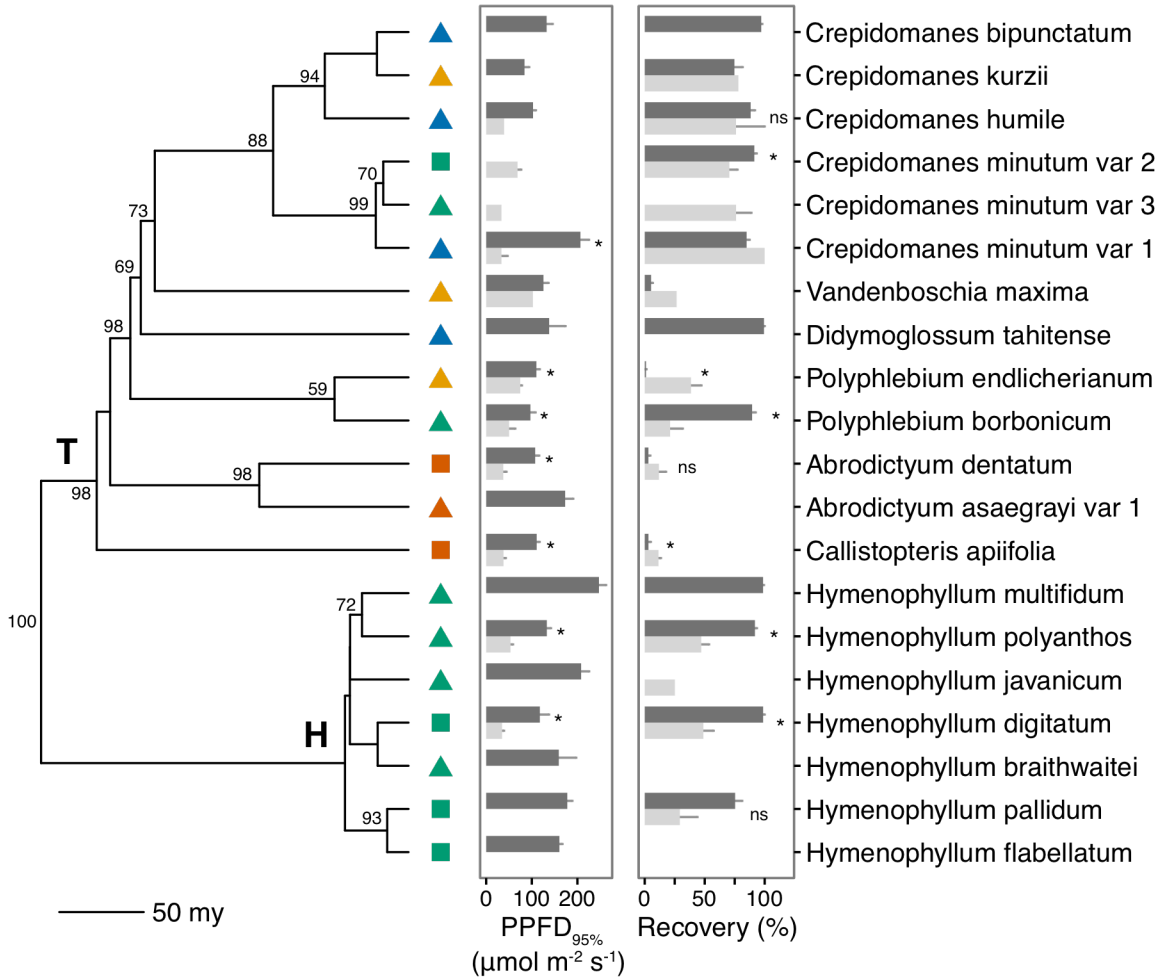 Crepidomanes bipunctatum
94
Crepidomanes kurzii
ns
Crepidomanes humile
88
70
*
Crepidomanes minutum var 2
99
Crepidomanes minutum var 3
73
*
Crepidomanes minutum var 1
69
Vandenboschia maxima
98
Didymoglossum tahitense
59
*
*
Polyphlebium endlicherianum
*
*
Polyphlebium borbonicum
T
98
98
*
ns
Abrodictyum dentatum
Abrodictyum asaegrayi var 1
*
*
Callistopteris apiifolia
100
72
Hymenophyllum multifidum
*
*
Hymenophyllum polyanthos
Hymenophyllum javanicum
H
*
*
Hymenophyllum digitatum
Hymenophyllum braithwaitei
93
ns
Hymenophyllum pallidum
Hymenophyllum flabellatum
50 my
0 100 200
0 50 100
PPFD95%
(µmol m-2 s-1)
Recovery (%)